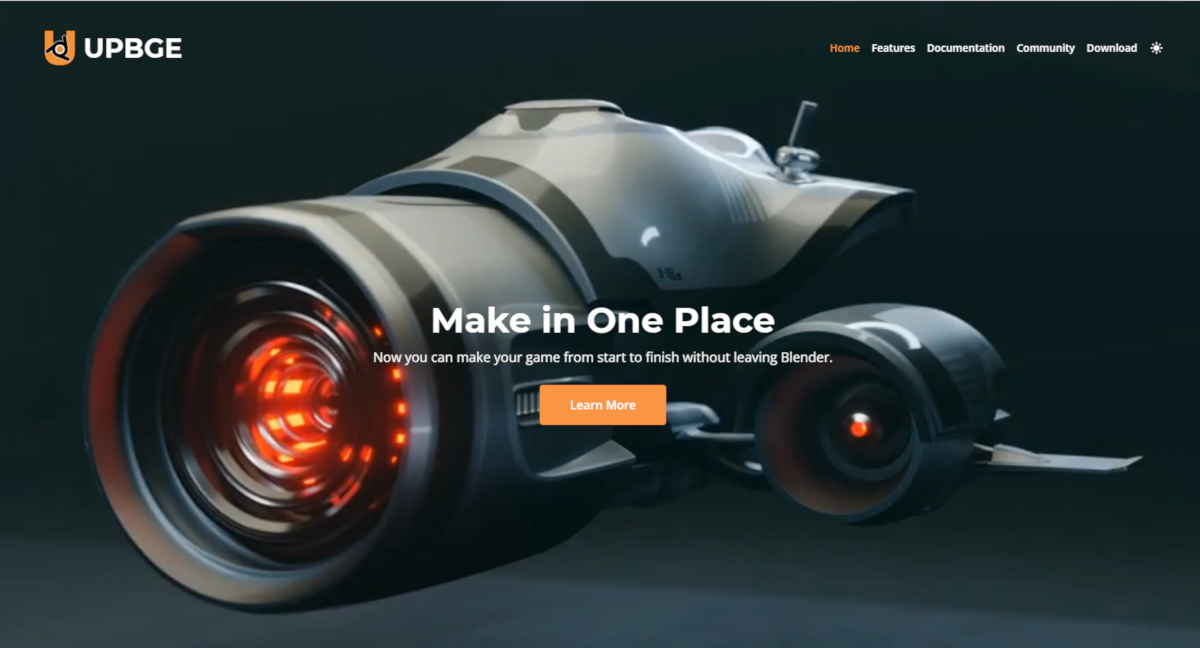 UPBGE
Home Features Documentation Community Download
Make in One Place
Now you can make your game from start to finish without leaving Blender.
Learn More